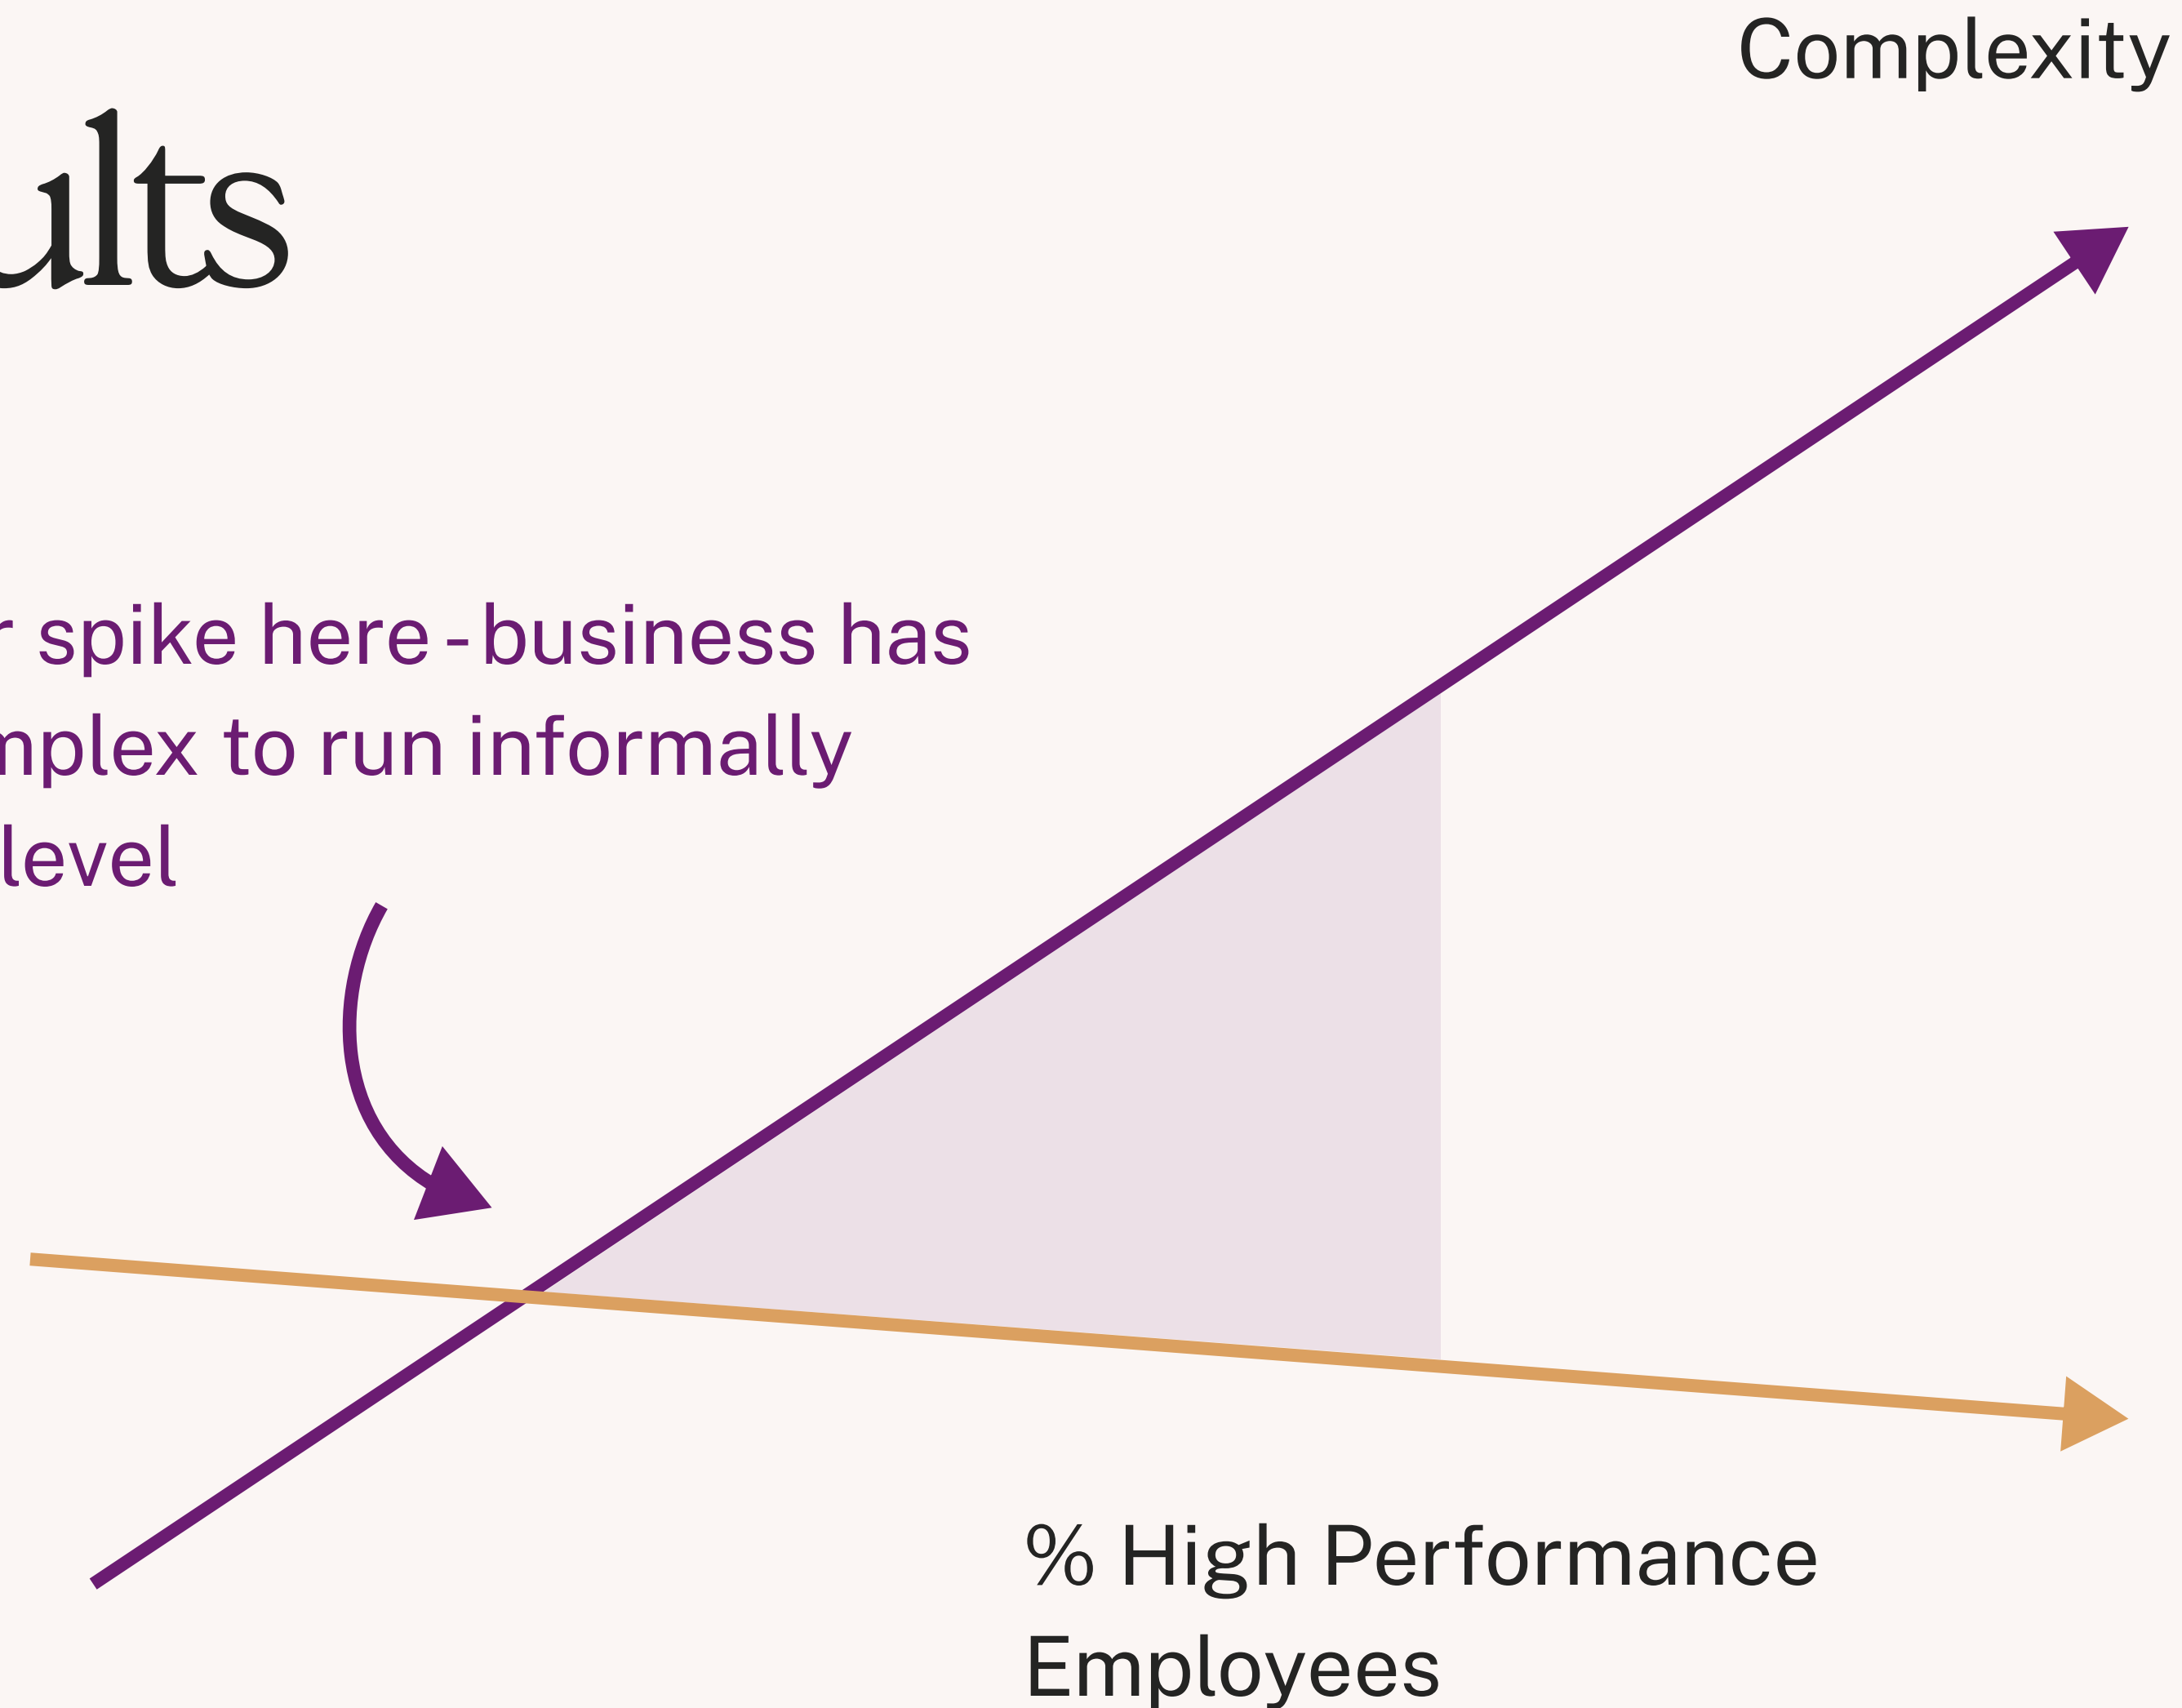 Complexity
ults
spike here - business has
mplex to run informally
level
% High Performance
Employees